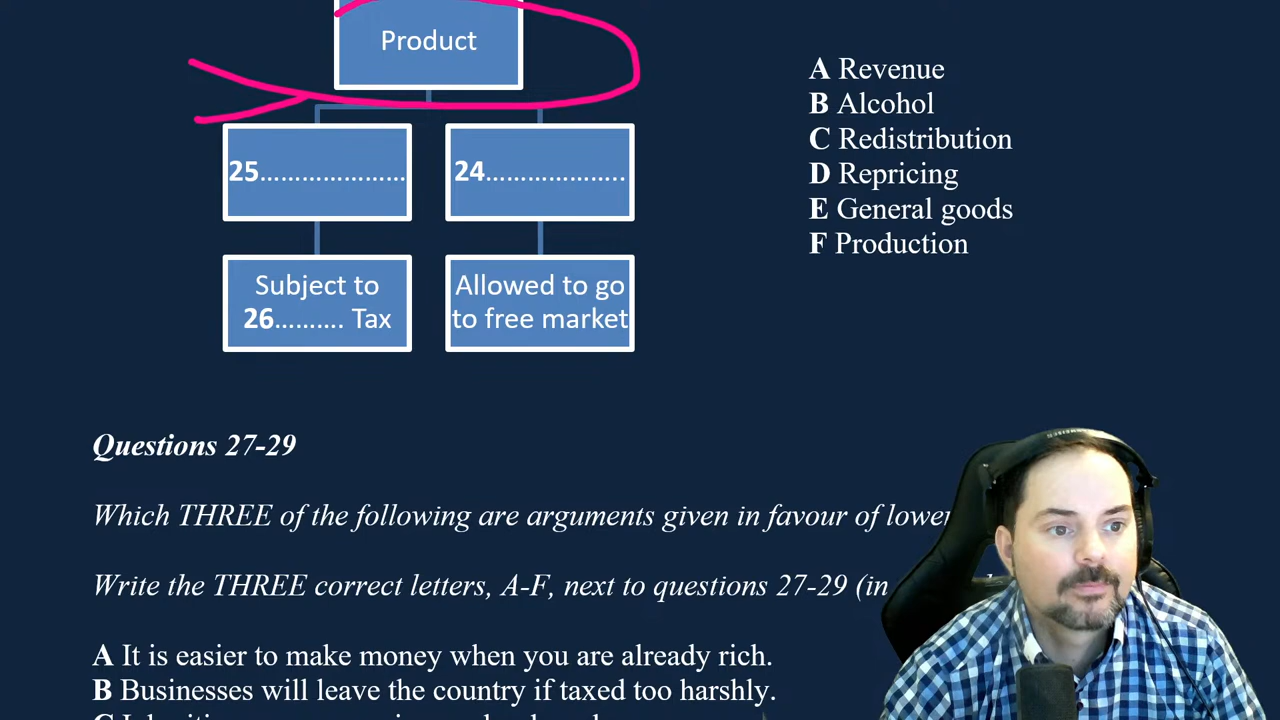 Product
25.....................
24.....................
Subject to
26.......... Tax
Allowed to go
to free market
A Revenue
B Alcohol
C Redistribution
D Repricing
E General goods
F Production
Questions 27-29
Which THREE of the following are arguments given in favour of lower
Write the THREE correct letters, A-F, next to questions 27-29 (in
A It is easier to make money when you are already rich.
B Businesses will leave the country if taxed too harshly.